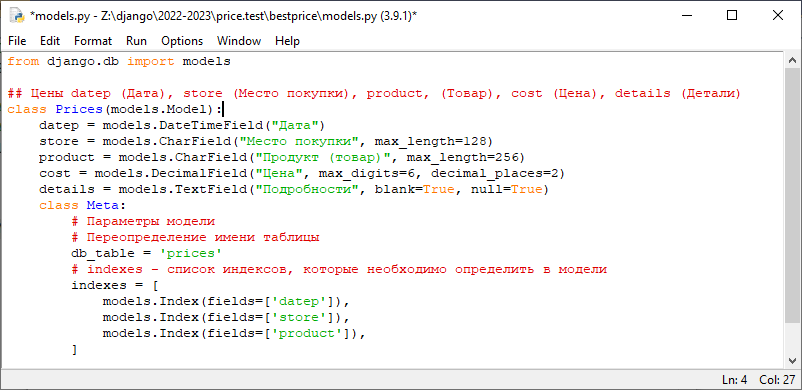 *models.py - Z:\django\2022-2023\price.test\bestprice\models.py (3.9.1)*
File Edit Format Run Options Window Help
from django.db import models
## Цены datep (Дата), store (Место покупки), product, (Товар), cost (Цена), details (Детали)
class Prices(models.Model):
    datep = models.DateTimeField("Дата")
    store = models.CharField("Место покупки", max_length=128)
    product = models.CharField("Продукт (товар)", max_length=256)
    cost = models.DecimalField("Цена", max_digits=6, decimal_places=2)
    details = models.TextField("Подробности", blank=True, null=True)
    class Meta:
        # Параметры модели
        # Переопределение имени таблицы
        db_table = 'prices'
        # indexes - список индексов, которые необходимо определить в модели
        indexes = [
            models.Index(fields=['datep']),
            models.Index(fields=['store']),
            models.Index(fields=['product']),
        ]
Ln: 4 Col: 27